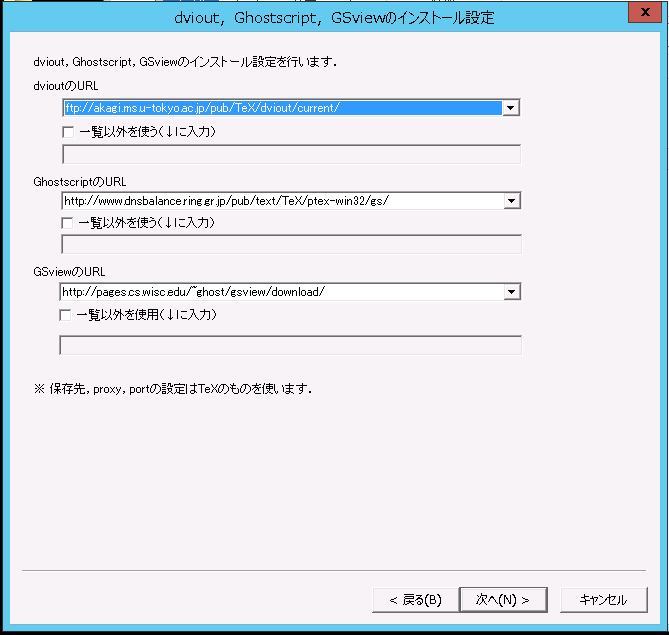 dviout, Ghostscript, GSviewのインストール設定
x
dviout, Ghostscript, GSviewのインストール設定を行います.
dvioutのURL
ftp://akagi.ms.u-tokyo.ac.jp/pub/TeX/dviout/current/
一覧以外を使う(↓に入力)
GhostscriptのURL
http://www.dnsbalance.ring.gr.jp/pub/text/TeX/ptex-win32/gs/
一覧以外を使う(↓に入力)
GSviewのURL
http://pages.cs.wisc.edu/~ghost/gsview/download/
一覧以外を使用(↓に入力)
※ 保存先, proxy, portの設定はTeXのものを使います.
< 戻る(B)
次へ(N) >
キャンセル